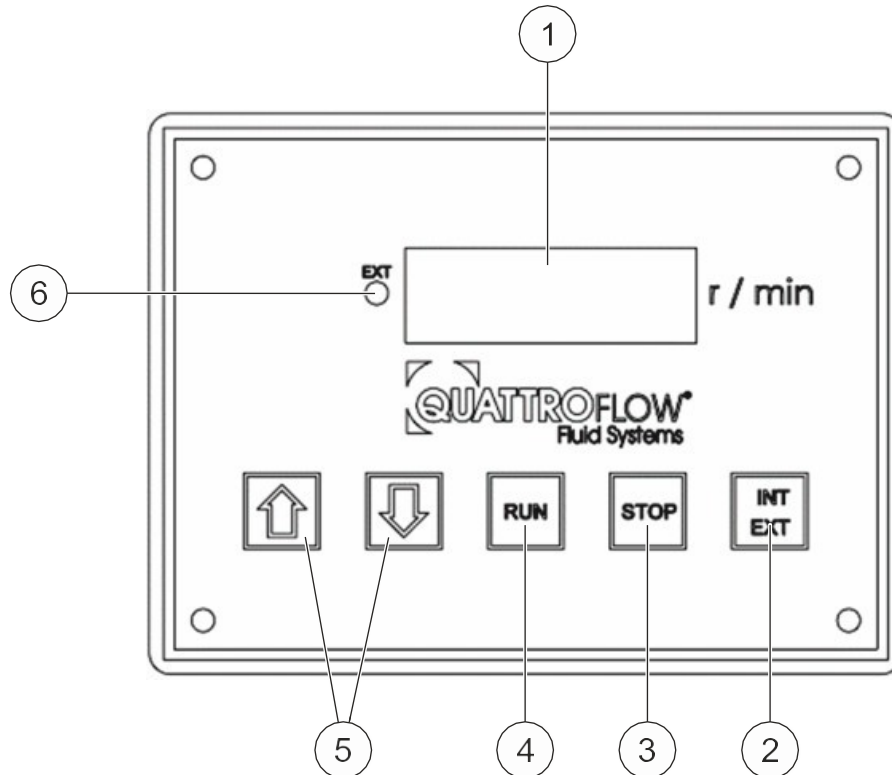 1
EXT
6
r / min
QUATTROFLOW®
Fluid Systems
RUN
STOP
INT
EXT
5
4
3
2